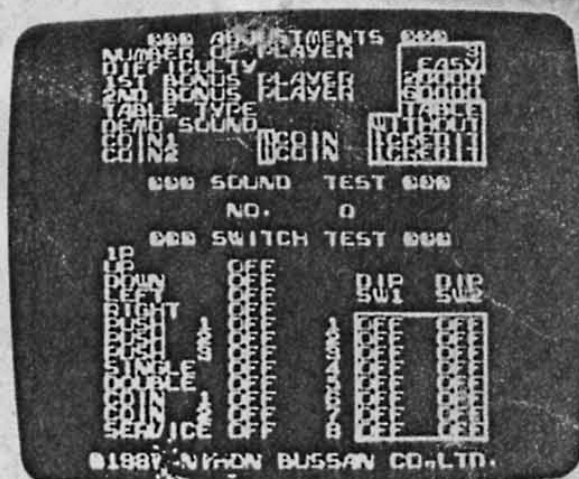 @@@ ADJUSTMENTS @@@
NUMBER OF PLAYER 3
DIFFICULTY EASY
1ST BONUS PLAYER 20000
2ND BONUS PLAYER 60000
TABLE TYPE TABLE
DEMO SOUND WITHOUT
COIN1 1COIN 1CREDIT
COIN2 1COIN 1CREDIT
@@@ SOUND TEST @@@
NO. 0
@@@ SWITCH TEST @@@
1P
UP OFF
DOWN OFF DIP DIP
LEFT OFF SW1 SW2
RIGHT OFF
PUSH 1 OFF 1 OFF OFF
PUSH 2 OFF 2 OFF OFF
PUSH 3 OFF 3 OFF OFF
SINGLE OFF 4 OFF OFF
DOUBLE OFF 5 OFF OFF
COIN 1 OFF 6 OFF OFF
COIN 2 OFF 7 OFF OFF
SERVICE OFF 8 OFF OFF
©1987 NIHON BUSSAN CO.,LTD.